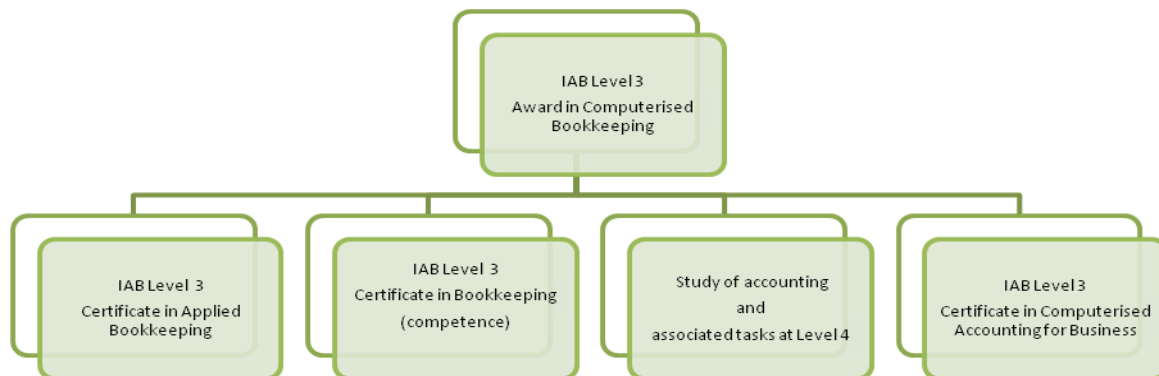 IAB Level 3
Award in Computerised
Bookkeeping
IAB Level 3
Certificate in Applied
Bookkeeping
IAB Level 3
Certificate in Bookkeeping
(competence)
Study of accounting
and
associated tasks at Level 4
IAB Level 3
Certificate in Computerised
Accounting for Business